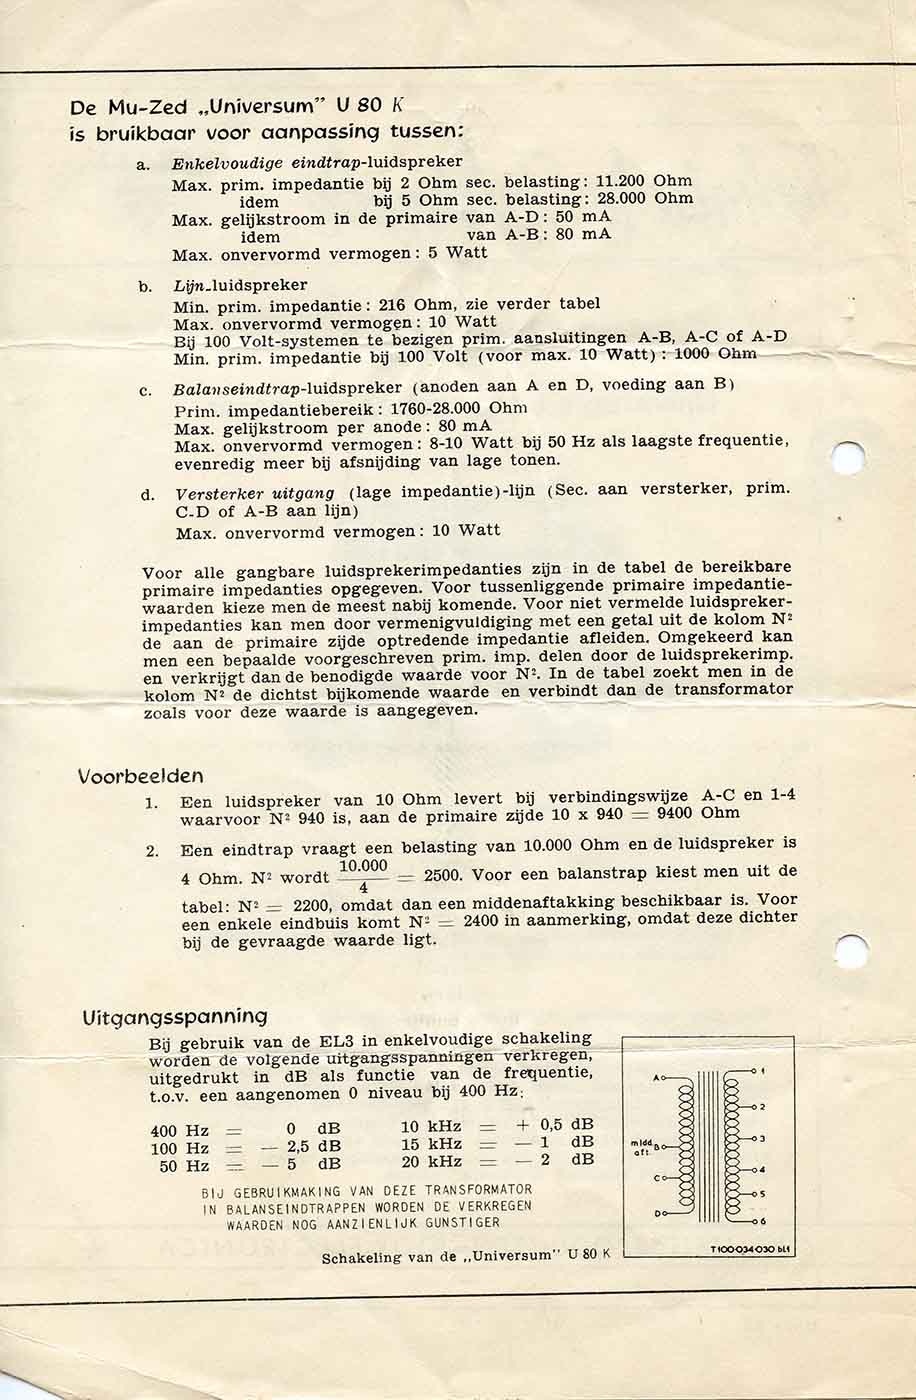 De Mu-Zed „Universum” U 80 K
is bruikbaar voor aanpassing tussen:
a. Enkelvoudige eindtrap-luidspreker
Max. prim. impedantie bij 2 Ohm sec. belasting: 11.200 Ohm
idem bij 5 Ohm sec. belasting: 28.000 Ohm
Max. gelijkstroom in de primaire van A-D: 50 mA
idem van A-B: 80 mA
Max. onvervormd vermogen: 5 Watt
b. Lijn-luidspreker
Min. prim. impedantie: 216 Ohm, zie verder tabel
Max. onvervormd vermogen: 10 Watt
Bij 100 Volt-systemen te bezigen prim. aansluitingen A-B, A-C of A-D
Min. prim. impedantie bij 100 Volt (voor max. 10 Watt): 1000 Ohm
c. Balanseindtrap-luidspreker (anoden aan A en D, voeding aan B)
Prim. impedantiebereik: 1760-28.000 Ohm
Max. gelijkstroom per anode: 80 mA
Max. onvervormd vermogen: 8-10 Watt bij 50 Hz als laagste frequentie,
evenredig meer bij afsnijding van lage tonen.
d. Versterker uitgang (lage impedantie)-lijn (Sec. aan versterker, prim.
C-D of A-B aan lijn)
Max. onvervormd vermogen: 10 Watt
Voor alle gangbare luidsprekerimpedanties zijn in de tabel de bereikbare
primaire impedanties opgegeven. Voor tussenliggende primaire impedantie-
waarden kieze men de meest nabij komende. Voor niet vermelde luidspreker-
impedanties kan men door vermenigvuldiging met een getal uit de kolom N²
de aan de primaire zijde optredende impedantie afleiden. Omgekeerd kan
men een bepaalde voorgeschreven prim. imp. delen door de luidsprekerimp.
en verkrijgt dan de benodigde waarde voor N². In de tabel zoekt men in de
kolom N² de dichtst bijkomende waarde en verbindt dan de transformator
zoals voor deze waarde is aangegeven.
Voorbeelden
1. Een luidspreker van 10 Ohm levert bij verbindingswijze A-C en 1-4
waarvoor N² 940 is, aan de primaire zijde 10 x 940 = 9400 Ohm
2. Een eindtrap vraagt een belasting van 10.000 Ohm en de luidspreker is
4 Ohm. N² wordt 10.000/4 = 2500. Voor een balanstrap kiest men uit de
tabel: N² = 2200, omdat dan een middenaftakking beschikbaar is. Voor
een enkele eindbuis komt N² = 2400 in aanmerking, omdat deze dichter
bij de gevraagde waarde ligt.
Uitgangsspanning
Bij gebruik van de EL3 in enkelvoudige schakeling
worden de volgende uitgangsspanningen verkregen,
uitgedrukt in dB als functie van de frequentie,
t.o.v. een aangenomen 0 niveau bij 400 Hz:
400 Hz = 0 dB 10 kHz = + 0,5 dB
100 Hz = — 2,5 dB 15 kHz = — 1 dB
50 Hz = — 5 dB 20 kHz = — 2 dB
BIJ GEBRUIKMAKING VAN DEZE TRANSFORMATOR
IN BALANSEINDTRAPPEN WORDEN DE VERKREGEN
WAARDEN NOG AANZIENLIJK GUNSTIGER
Schakeling van de „Universum” U 80 K
A 1
2
midd. B 3
aft.
C 4
5
D 6
T100-034-030 bL1